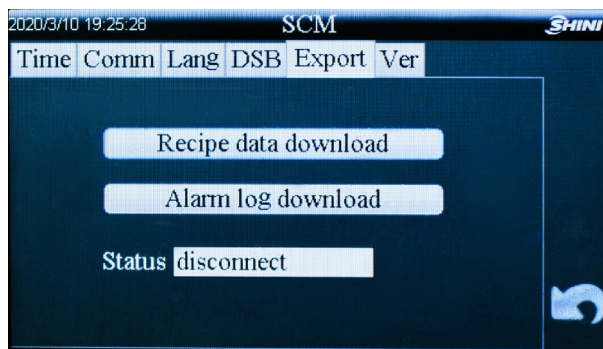 2020/3/10 19:25:28 SCM SHINI
Time Comm Lang DSB Export Ver
Recipe data download
Alarm log download
Status disconnect